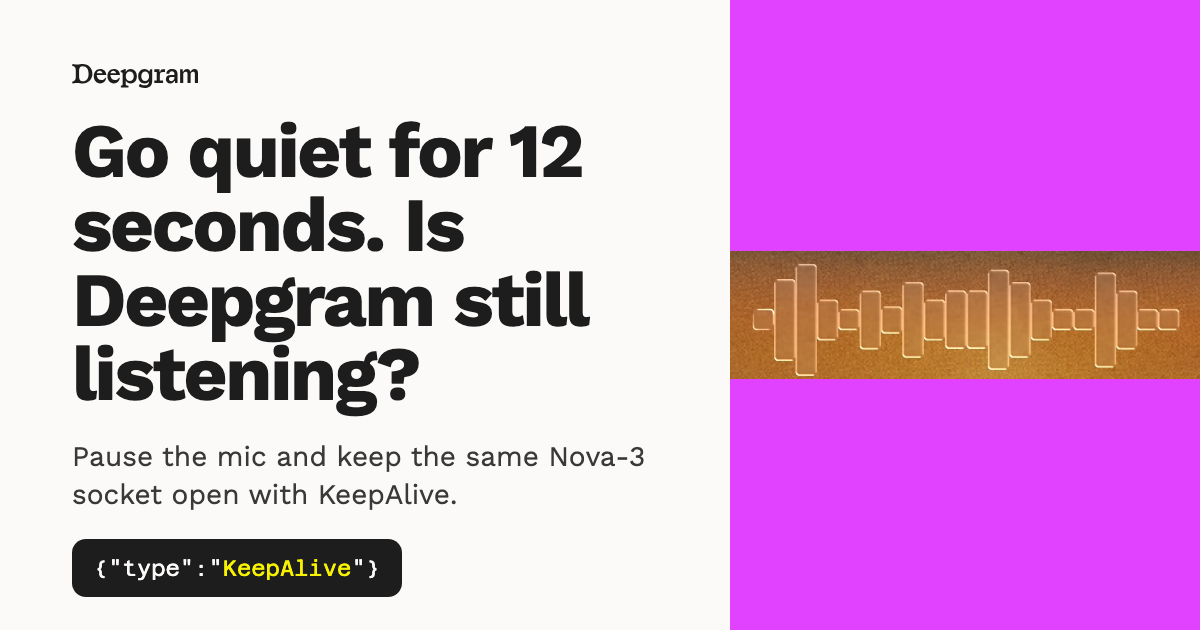 Deepgram
Go quiet for 12
seconds. Is
Deepgram still
listening?
Pause the mic and keep the same Nova-3
socket open with KeepAlive.
{"type":"KeepAlive"}